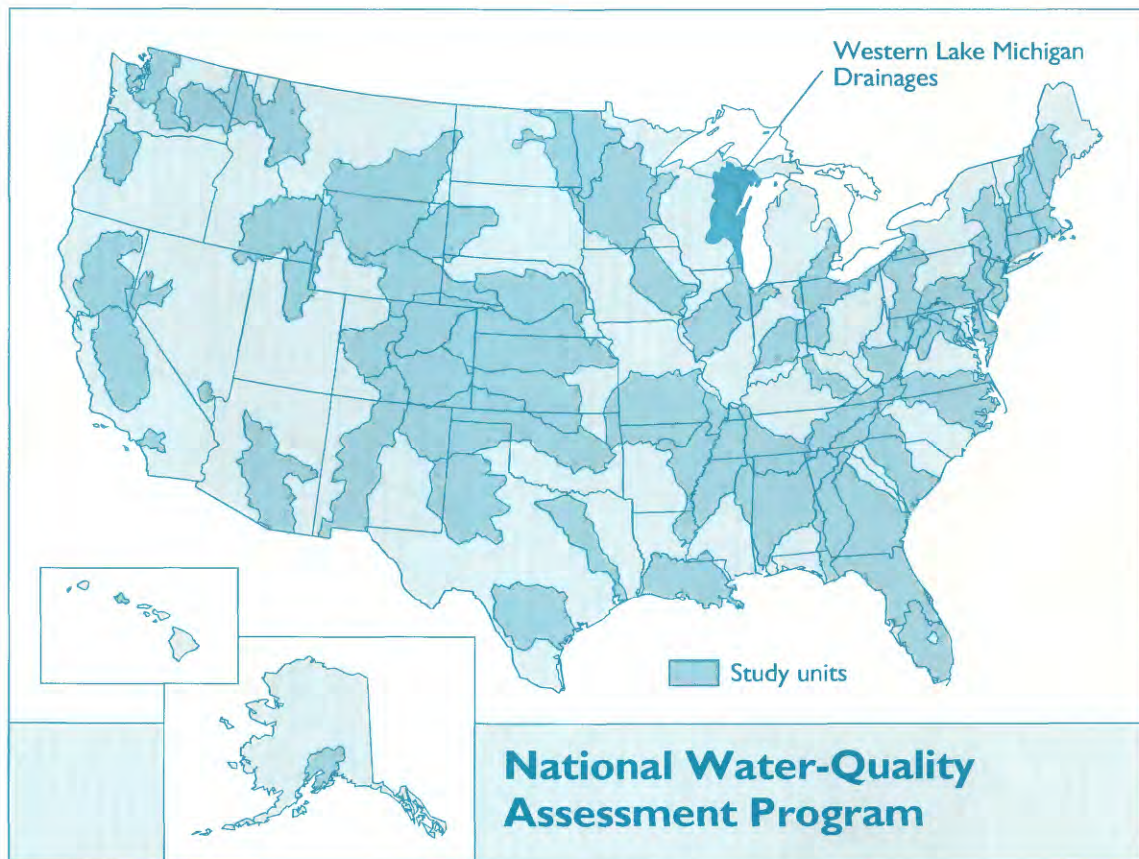 Western Lake Michigan
Drainages
Study units
National Water-Quality
Assessment Program